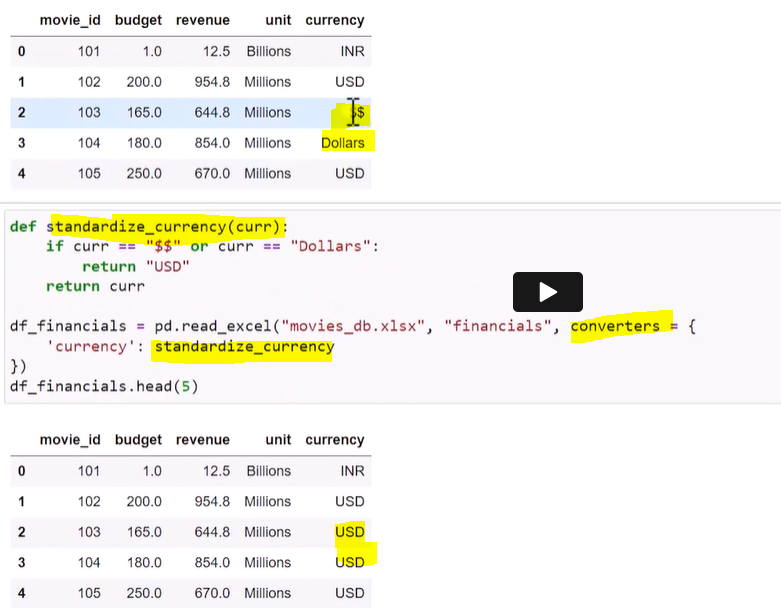 movie_id budget revenue unit currency
0 101 1.0 12.5 Billions INR
1 102 200.0 954.8 Millions USD
2 103 165.0 644.8 Millions $$
3 104 180.0 854.0 Millions Dollars
4 105 250.0 670.0 Millions USD
def standardize_currency(curr):
    if curr == "$$" or curr == "Dollars":
        return "USD"
    return curr
df_financials = pd.read_excel("movies_db.xlsx", "financials", converters = {
    'currency': standardize_currency
})
df_financials.head(5)
movie_id budget revenue unit currency
0 101 1.0 12.5 Billions INR
1 102 200.0 954.8 Millions USD
2 103 165.0 644.8 Millions USD
3 104 180.0 854.0 Millions USD
4 105 250.0 670.0 Millions USD